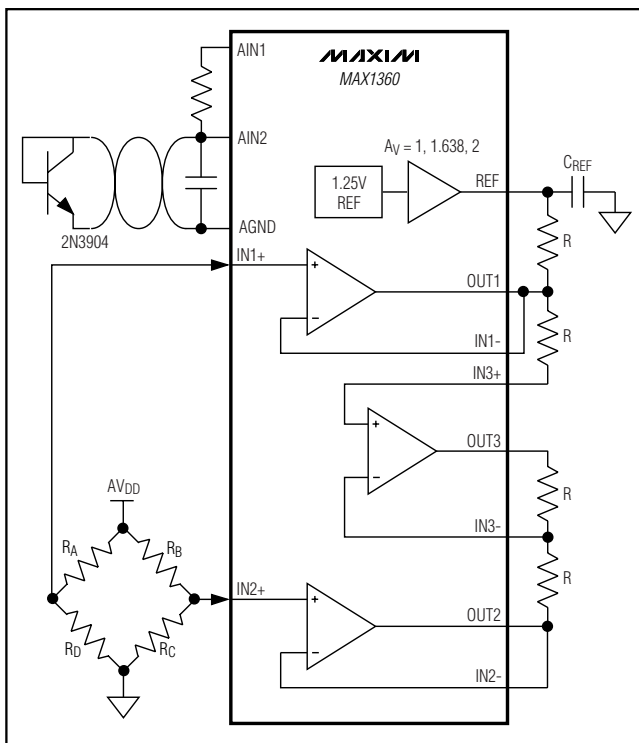 AIN1
MAXIM
MAX1360
AIN2
AV = 1, 1.638, 2
1.25V
REF
REF
CREF
R
2N3904
AGND
IN1+
+
−
OUT1
IN1-
R
IN3+
+
−
OUT3
R
IN3-
R
AVDD
RA
RB
RD
RC
IN2+
+
−
OUT2
IN2-